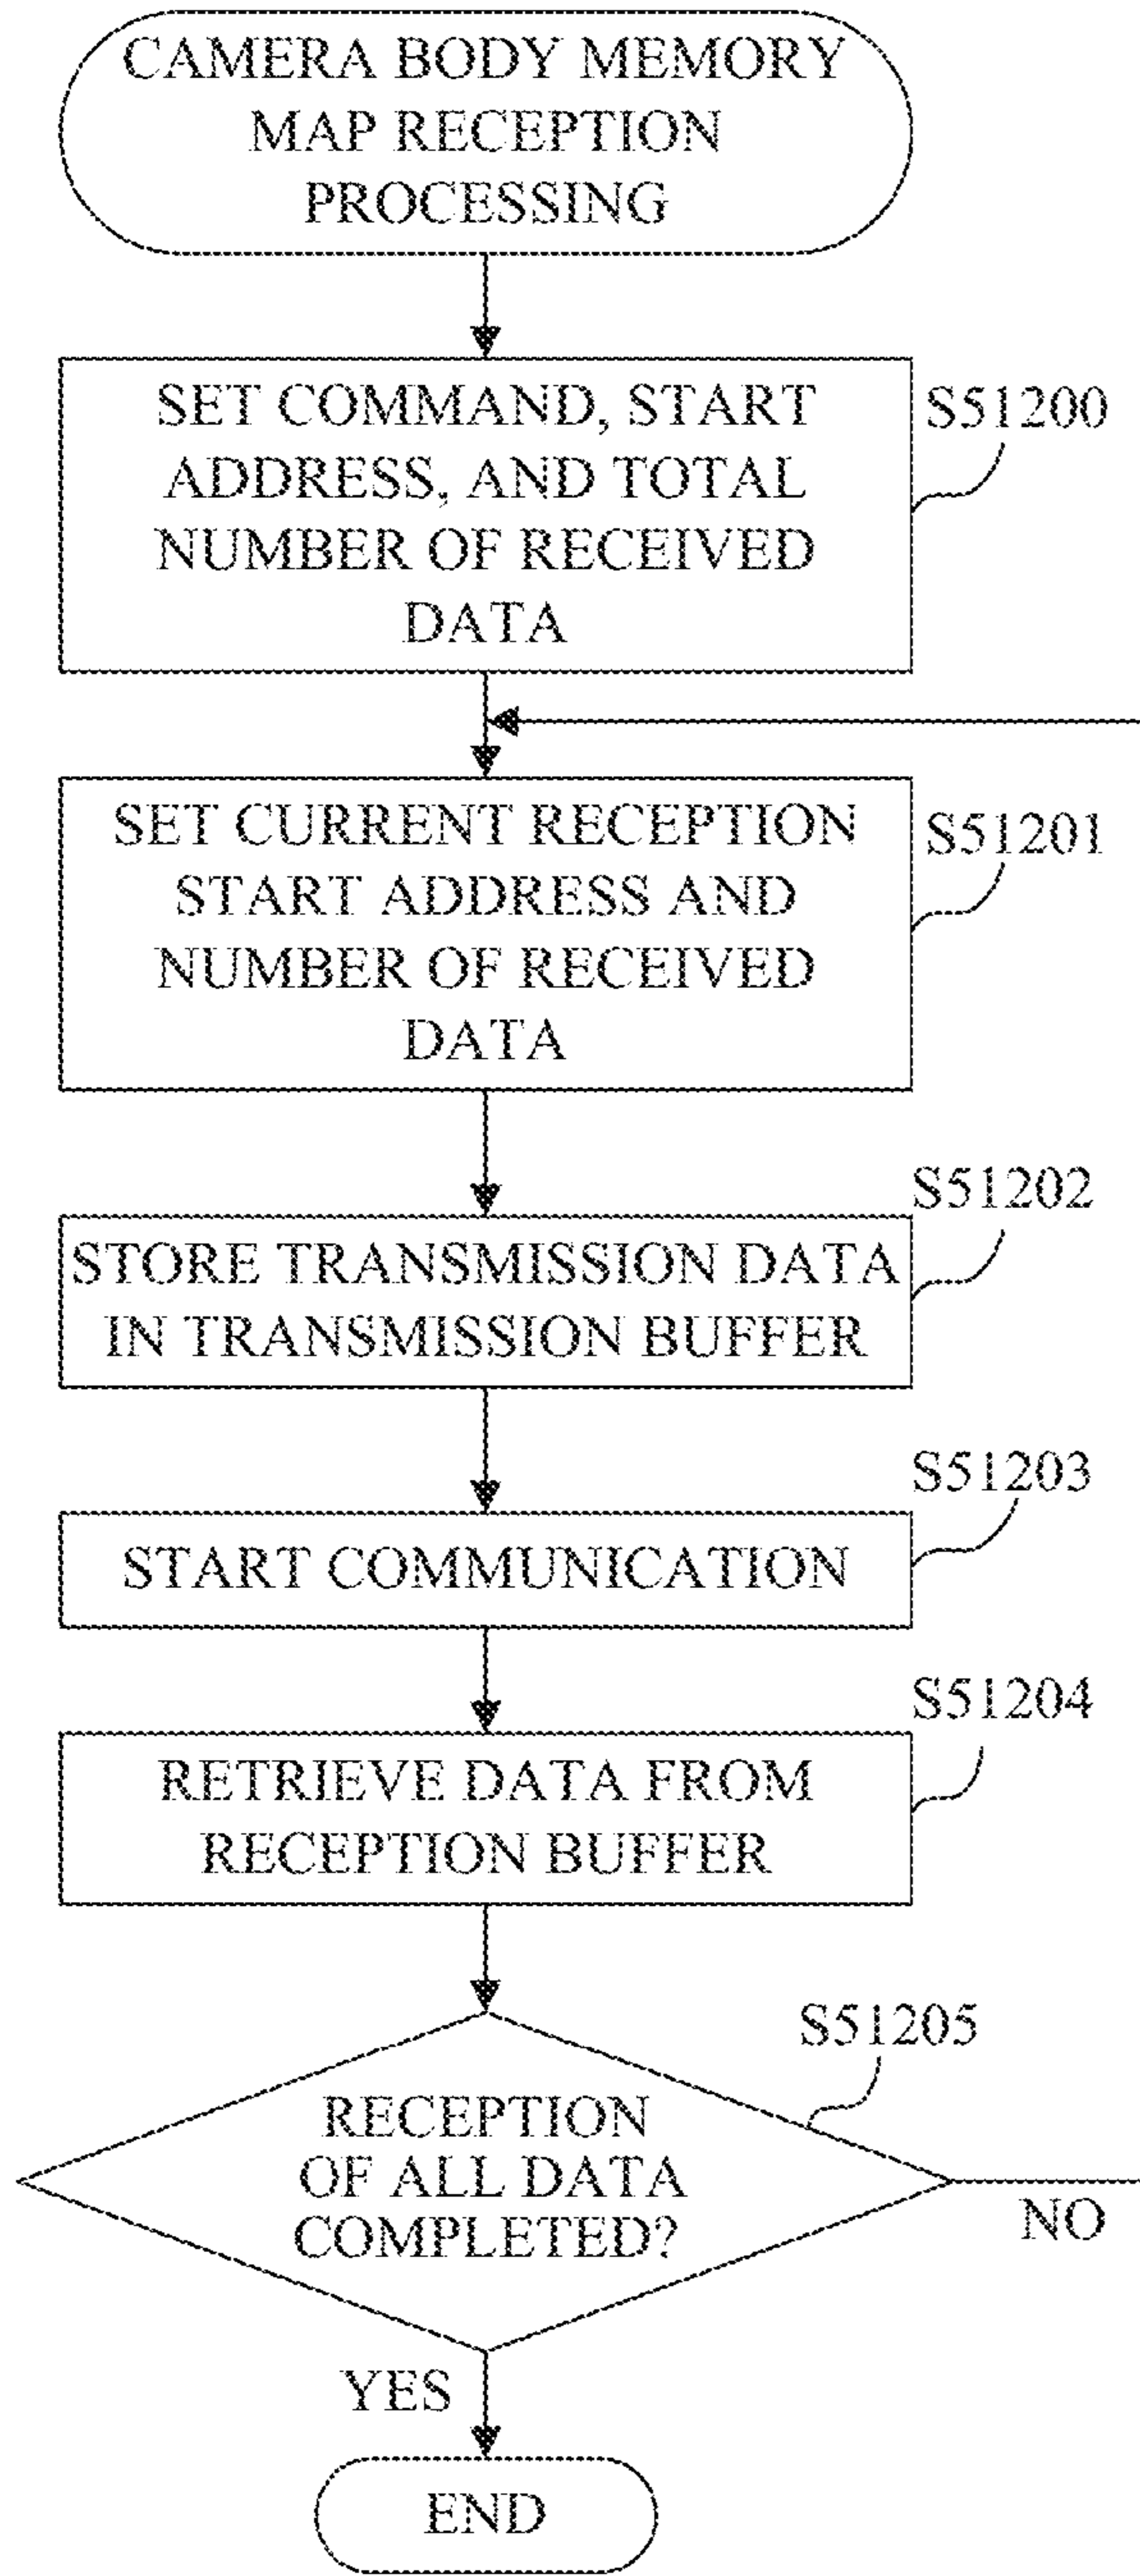 CAMERA BODY MEMORY
MAP RECEPTION
PROCESSING
SET COMMAND, START
ADDRESS, AND TOTAL
NUMBER OF RECEIVED
DATA
S51200
SET CURRENT RECEPTION
START ADDRESS AND
NUMBER OF RECEIVED
DATA
S51201
STORE TRANSMISSION DATA
IN TRANSMISSION BUFFER
S51202
START COMMUNICATION
S51203
RETRIEVE DATA FROM
RECEPTION BUFFER
S51204
RECEPTION
OF ALL DATA
COMPLETED?
S51205
NO
YES
END